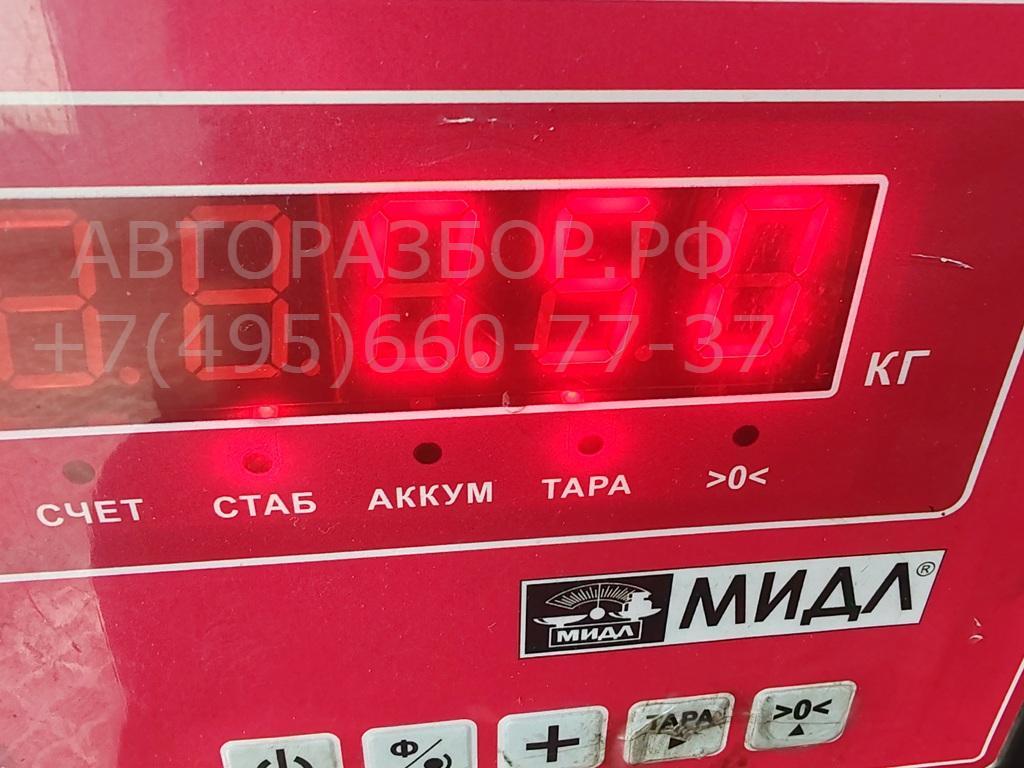 АВТОРАЗБОР.РФ
+7(495)660-77-37
КГ
СЧЕТ СТАБ АККУМ ТАРА >0<
МИДЛ МИДЛ®
Ф/ + ТАРА >0<